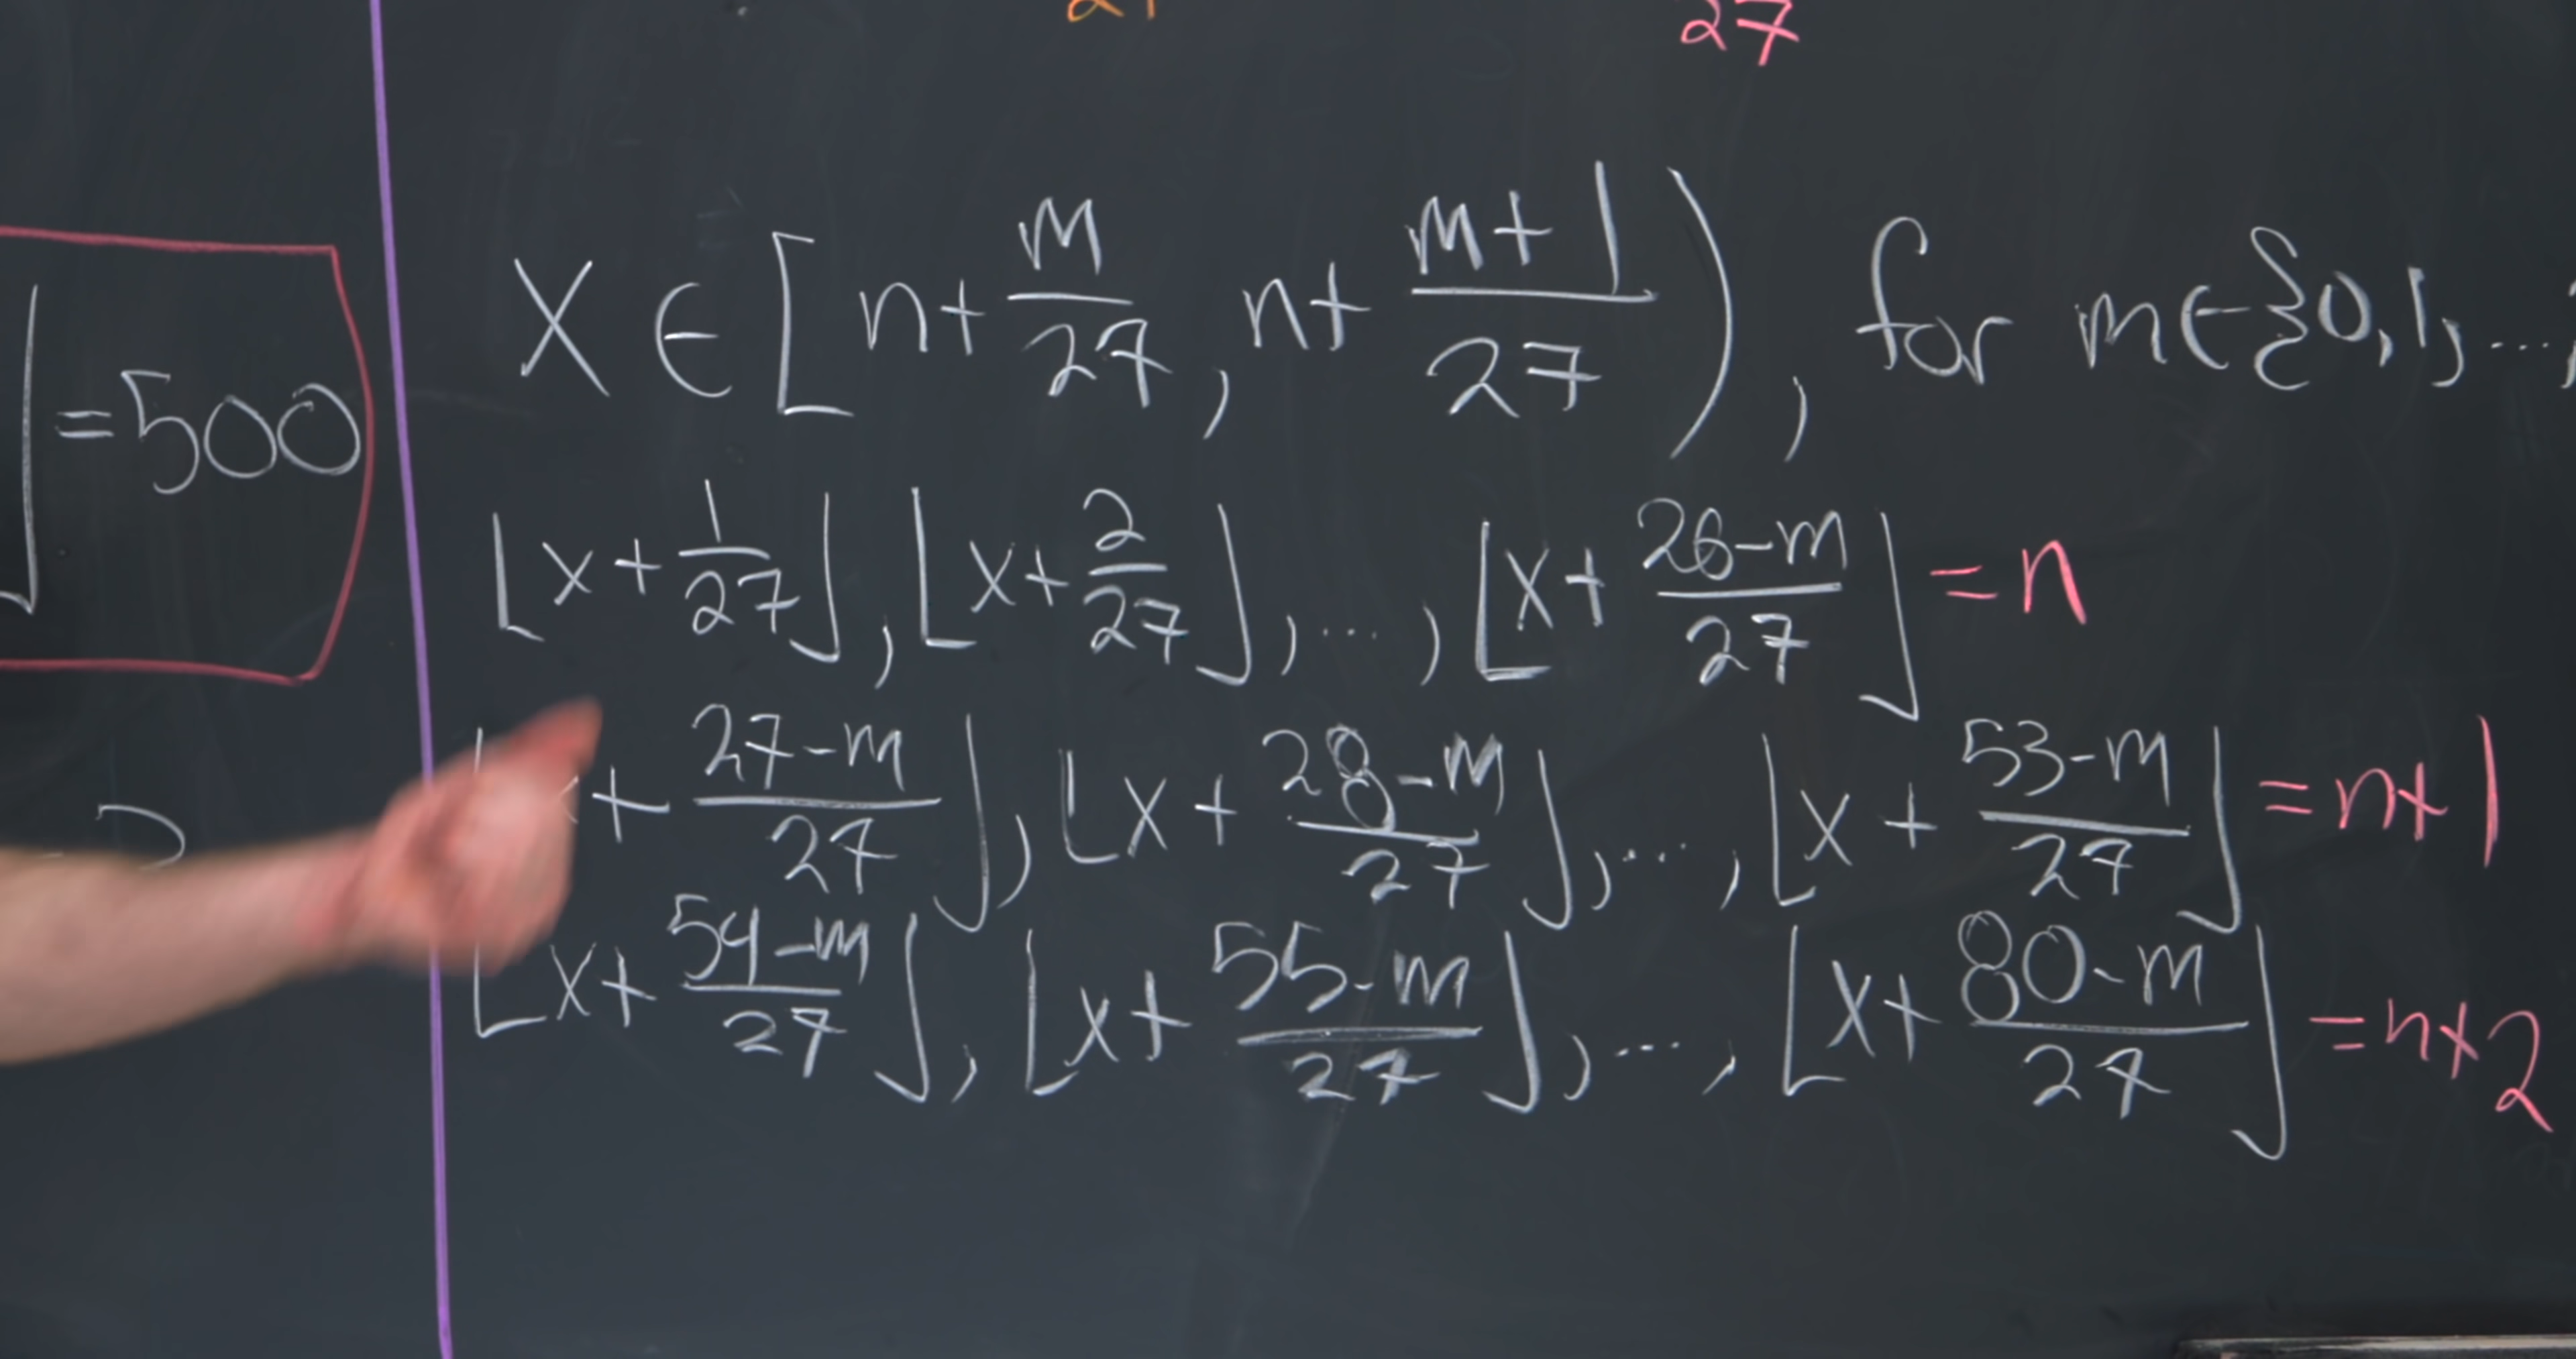 27
= 500
X ∈ [n + m/27, n + (m+1)/27), for m ∈ {0, 1, ...,
⌊x + 1/27⌋, ⌊x + 2/27⌋, ..., ⌊x + (26-m)/27⌋ = n
+ (27-m)/27⌋, ⌊x + (28-m)/27⌋, ..., ⌊x + (53-m)/27⌋ = n+1
⌊x + (54-m)/27⌋, ⌊x + (55-m)/27⌋, ..., ⌊x + (80-m)/27⌋ = n+2